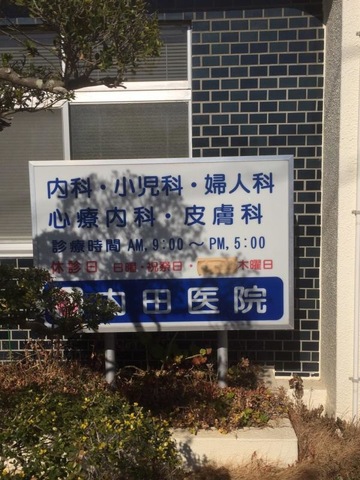 内科・小児科・婦人科
心療内科・皮膚科
診療時間 AM,9:00～PM,5:00
休診日 日曜・祝祭日・木曜日
内田医院